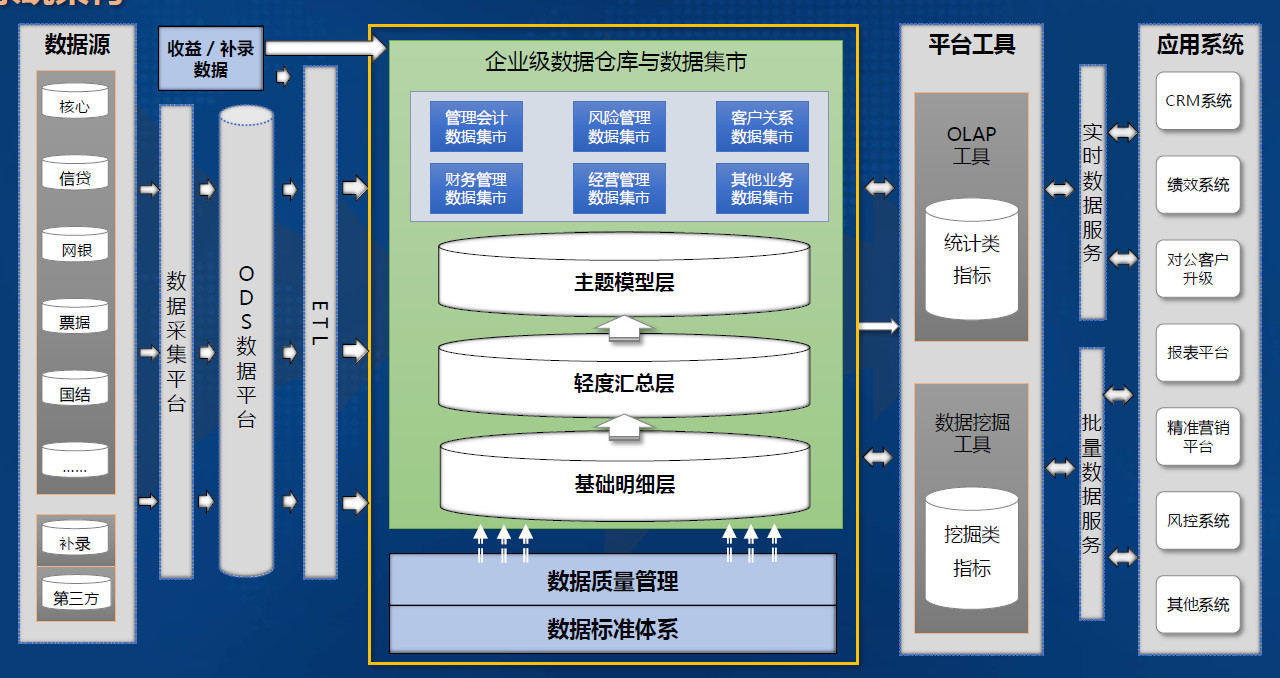 数据源
核心
信贷
网银
票据
国结
......
补录
第三方
收益 / 补录
数据
数据采集平台
ODS数据平台
ETL
企业级数据仓库与数据集市
管理会计
数据集市
风险管理
数据集市
客户关系
数据集市
财务管理
数据集市
经营管理
数据集市
其他业务
数据集市
主题模型层
轻度汇总层
基础明细层
数据质量管理
数据标准体系
平台工具
OLAP
工具
统计类
指标
数据挖掘
工具
挖掘类
指标
实时数据服务
批量数据服务
应用系统
CRM系统
绩效系统
对公客户
升级
报表平台
精准营销
平台
风控系统
其他系统